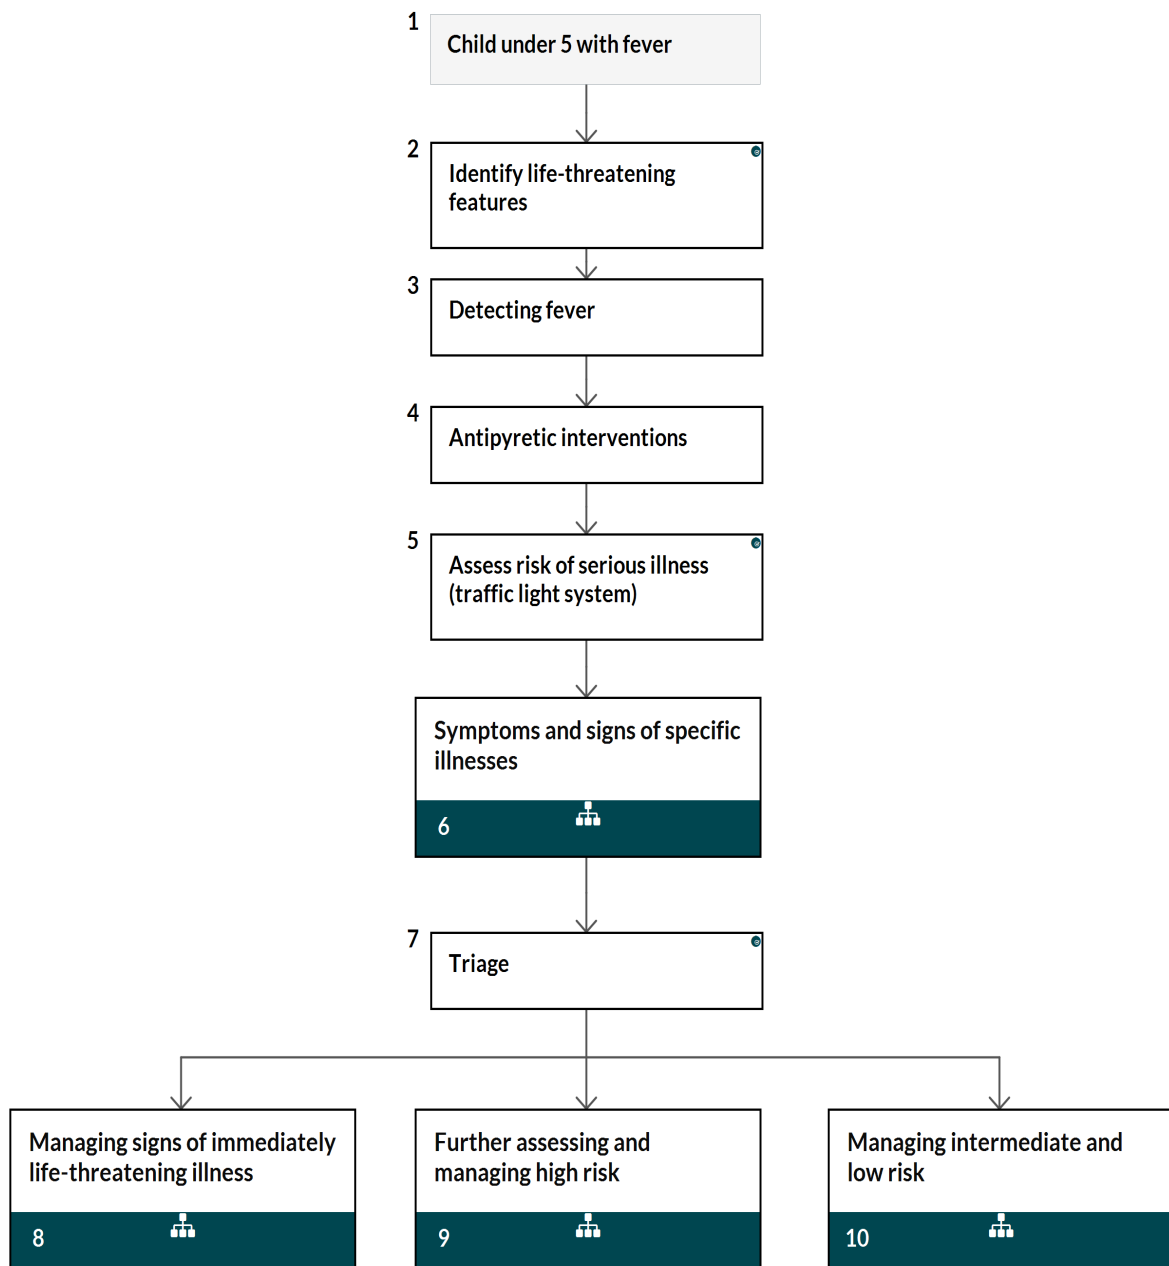 1
Child under 5 with fever
2
Identify life-threatening
features
3
Detecting fever
4
Antipyretic interventions
5
Assess risk of serious illness
(traffic light system)
Symptoms and signs of specific
illnesses
6
7
Triage
Managing signs of immediately
life-threatening illness
8
Further assessing and
managing high risk
9
Managing intermediate and
low risk
10